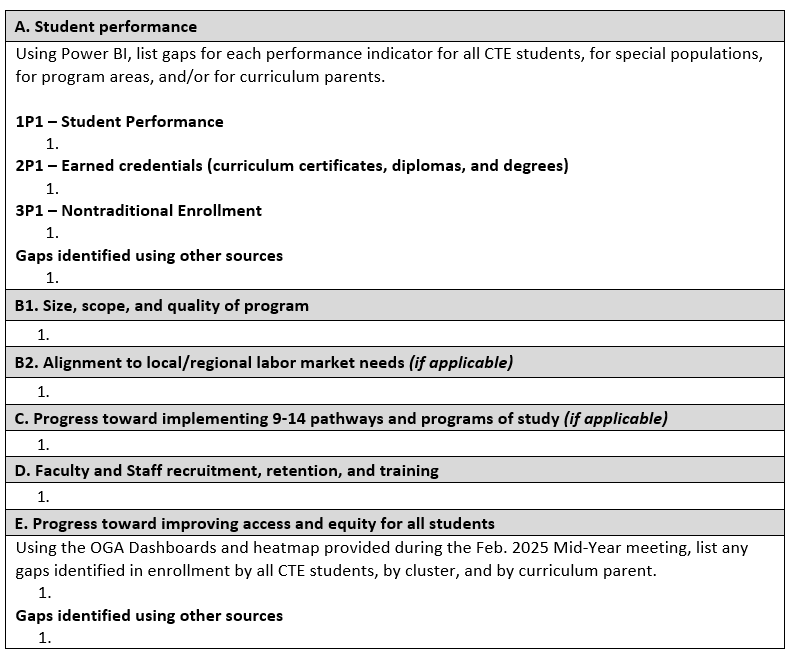 A. Student performance
Using Power BI, list gaps for each performance indicator for all CTE students, for special populations,
for program areas, and/or for curriculum parents.
1P1 – Student Performance
1.
2P1 – Earned credentials (curriculum certificates, diplomas, and degrees)
1.
3P1 – Nontraditional Enrollment
1.
Gaps identified using other sources
1.
B1. Size, scope, and quality of program
1.
B2. Alignment to local/regional labor market needs (if applicable)
1.
C. Progress toward implementing 9-14 pathways and programs of study (if applicable)
1.
D. Faculty and Staff recruitment, retention, and training
1.
E. Progress toward improving access and equity for all students
Using the OGA Dashboards and heatmap provided during the Feb. 2025 Mid-Year meeting, list any
gaps identified in enrollment by all CTE students, by cluster, and by curriculum parent.
1.
Gaps identified using other sources
1.